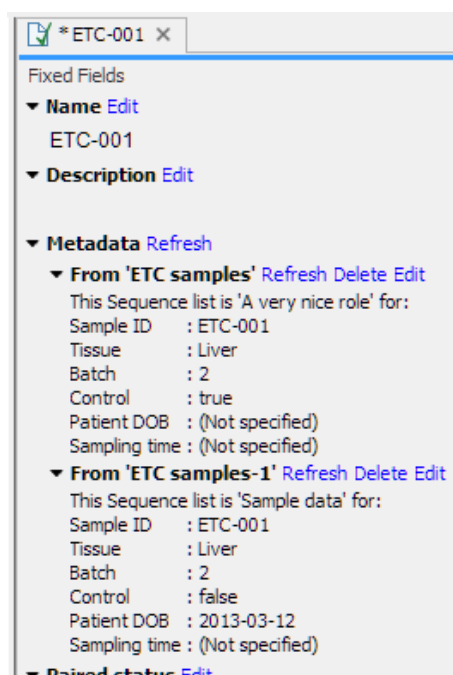 * ETC-001
Fixed Fields
Name Edit
ETC-001
Description Edit
Metadata Refresh
From 'ETC samples' Refresh Delete Edit
This Sequence list is 'A very nice role' for:
Sample ID : ETC-001
Tissue : Liver
Batch : 2
Control : true
Patient DOB : (Not specified)
Sampling time : (Not specified)
From 'ETC samples-1' Refresh Delete Edit
This Sequence list is 'Sample data' for:
Sample ID : ETC-001
Tissue : Liver
Batch : 2
Control : false
Patient DOB : 2013-03-12
Sampling time : (Not specified)
Paired status Edit